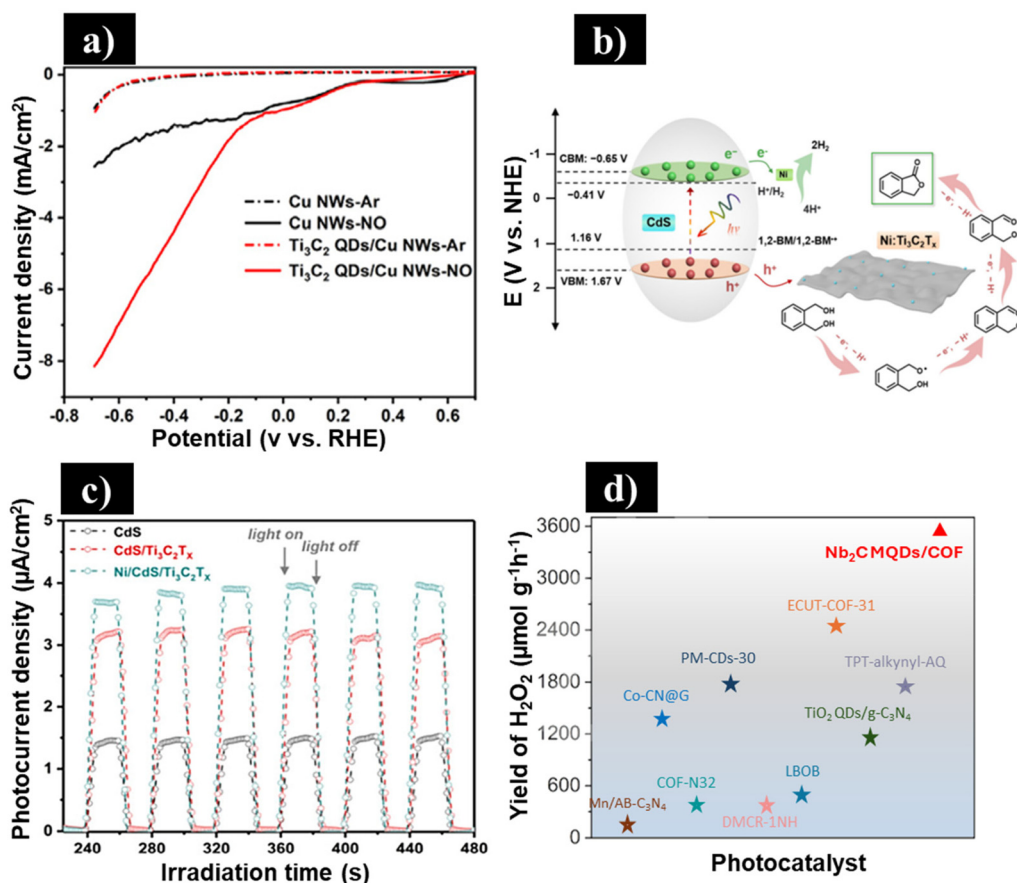 a)
Current density (mA/cm²)
0
-2
-4
-6
-8
Cu NWs-Ar
Cu NWs-NO
Ti₃C₂ QDs/Cu NWs-Ar
Ti₃C₂ QDs/Cu NWs-NO
-0.8 -0.6 -0.4 -0.2 0.0 0.2 0.4 0.6
Potential (v vs. RHE)
b)
E (V vs. NHE)
-1
0
1
2
CBM: −0.65 V
−0.41 V
1.16 V
VBM: 1.67 V
e⁻
e⁻
Ni
H⁺/H₂
2H₂
4H⁺
CdS
hv
1,2-BM/1,2-BM•⁺
h⁺
h⁺
Ni:Ti₃C₂Tₓ
OH
OH
e⁻, H⁺
O•
OH
e⁻, H⁺
O
e⁻, H⁺
O
e⁻, H⁺
O
O
c)
Photocurrent density (µA/cm²)
5
4
3
2
1
0
CdS
CdS/Ti₃C₂Tₓ
Ni/CdS/Ti₃C₂Tₓ
light on
light off
240 280 320 360 400 440 480
Irradiation time (s)
d)
Yield of H₂O₂ (µmol g⁻¹h⁻¹)
3600
3000
2400
1800
1200
600
0
Nb₂CMQDs/COF
ECUT-COF-31
PM-CDs-30
TPT-alkynyl-AQ
Co-CN@G
TiO₂ QDs/g-C₃N₄
LBOB
COF-N32
Mn/AB-C₃N₄
DMCR-1NH
Photocatalyst